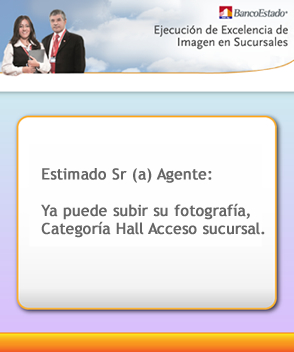 BancoEstado
Ejecución de Excelencia de
Imagen en Sucursales
Estimado Sr (a) Agente:
Ya puede subir su fotografía,
Categoría Hall Acceso sucursal.